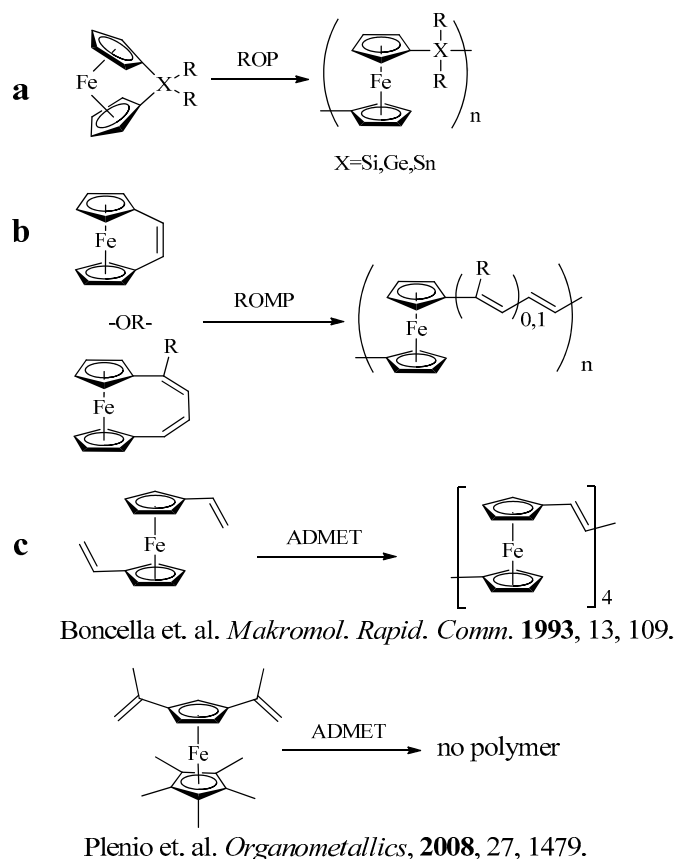 a
Fe
X
R
R
ROP
R
X
R
Fe
n
X=Si,Ge,Sn
b
Fe
-OR-
R
Fe
ROMP
R
Fe
0,1
n
c
Fe
ADMET
Fe
4
Boncella et. al. Makromol. Rapid. Comm. 1993, 13, 109.
Fe
ADMET
no polymer
Plenio et. al. Organometallics, 2008, 27, 1479.